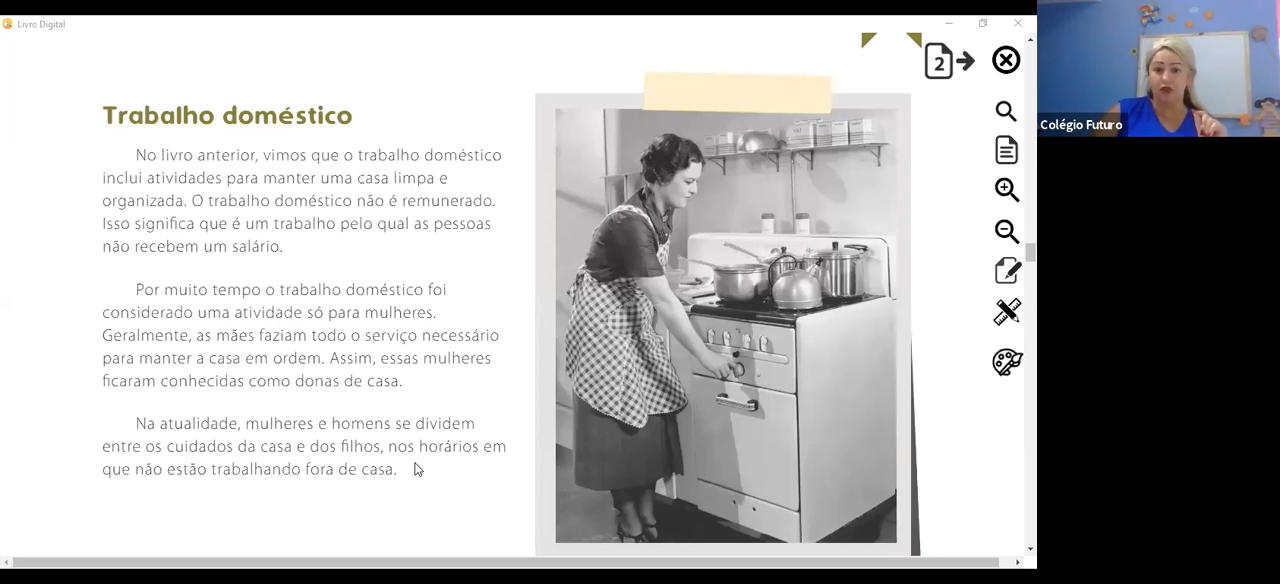 Livro Digital
2
Colégio Futuro
Trabalho doméstico
No livro anterior, vimos que o trabalho doméstico
inclui atividades para manter uma casa limpa e
organizada. O trabalho doméstico não é remunerado.
Isso significa que é um trabalho pelo qual as pessoas
não recebem um salário.
Por muito tempo o trabalho doméstico foi
considerado uma atividade só para mulheres.
Geralmente, as mães faziam todo o serviço necessário
para manter a casa em ordem. Assim, essas mulheres
ficaram conhecidas como donas de casa.
Na atualidade, mulheres e homens se dividem
entre os cuidados da casa e dos filhos, nos horários em
que não estão trabalhando fora de casa.